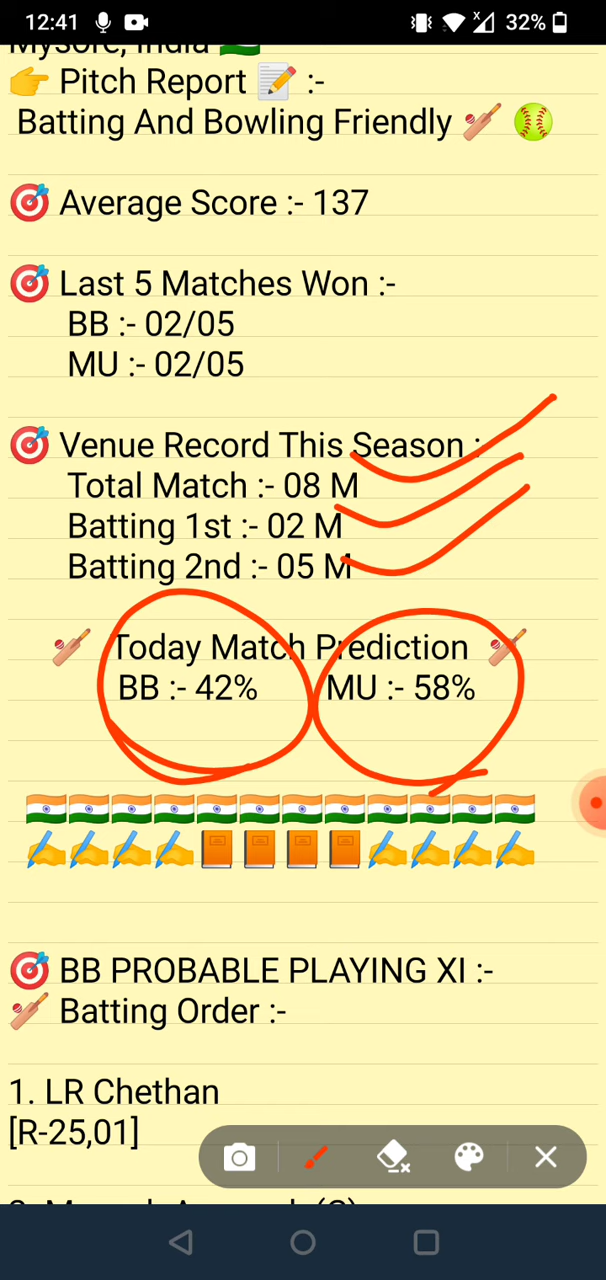 12:41 32%
Mysore, India
Pitch Report :-
Batting And Bowling Friendly
Average Score :- 137
Last 5 Matches Won :-
BB :- 02/05
MU :- 02/05
Venue Record This Season :-
Total Match :- 08 M
Batting 1st :- 02 M
Batting 2nd :- 05 M
Today Match Prediction
BB :- 42% MU :- 58%
BB PROBABLE PLAYING XI :-
Batting Order :-
1. LR Chethan
[R-25,01]